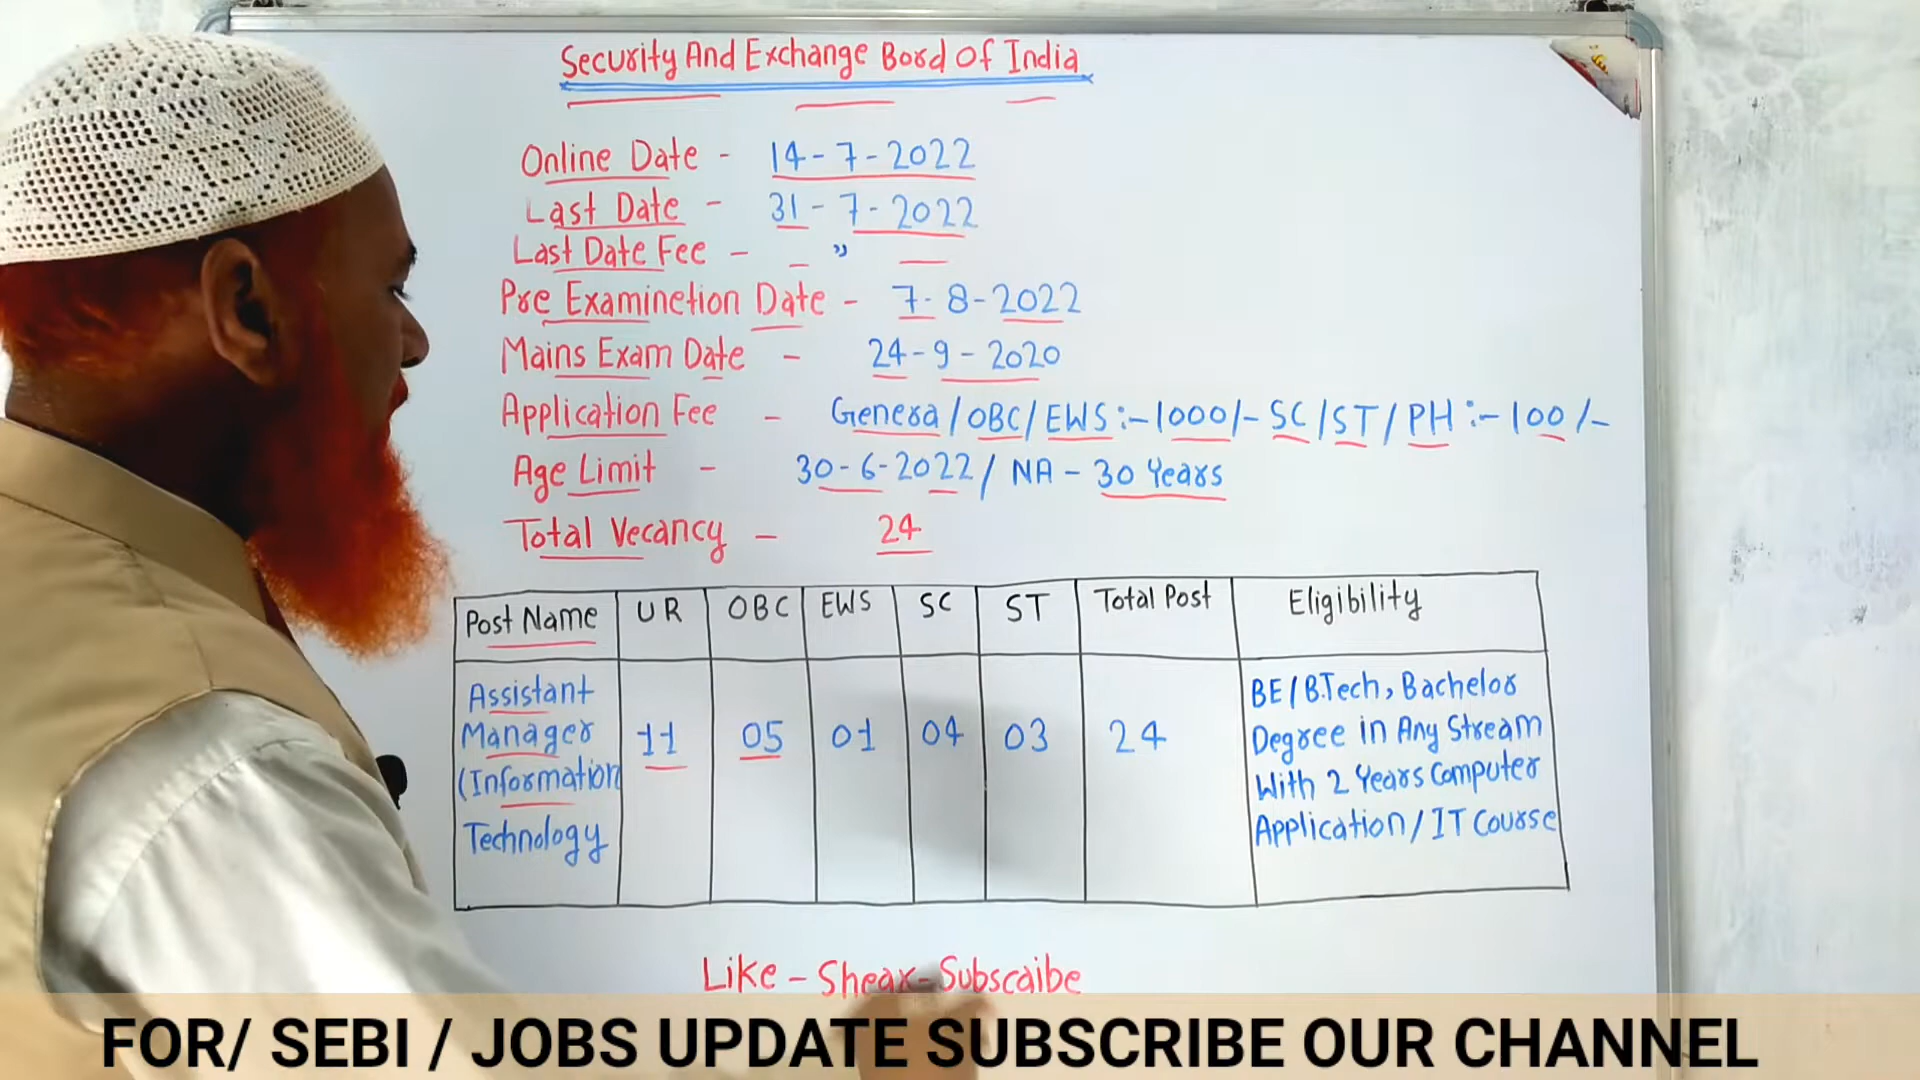 Security And Exchange Bord Of India
Online Date - 14-7-2022
Last Date - 31-7-2022
Last Date Fee - "
Pre Examinetion Date - 7-8-2022
Mains Exam Date - 24-9-2020
Application Fee - Genera/OBC/EWS:-1000/- SC/ST/PH:-100/-
Age Limit - 30-6-2022/ NA - 30 Years
Total Vecancy - 24
Post Name UR OBC EWS SC ST Total Post Eligibility
Assistant
Manager
(Information
Technology
11 05 01 04 03 24
BE/B.Tech, Bachelor
Degree in Any Stream
With 2 Years Computer
Application/IT Course
Like - Shear - Subscribe
FOR/ SEBI / JOBS UPDATE SUBSCRIBE OUR CHANNEL